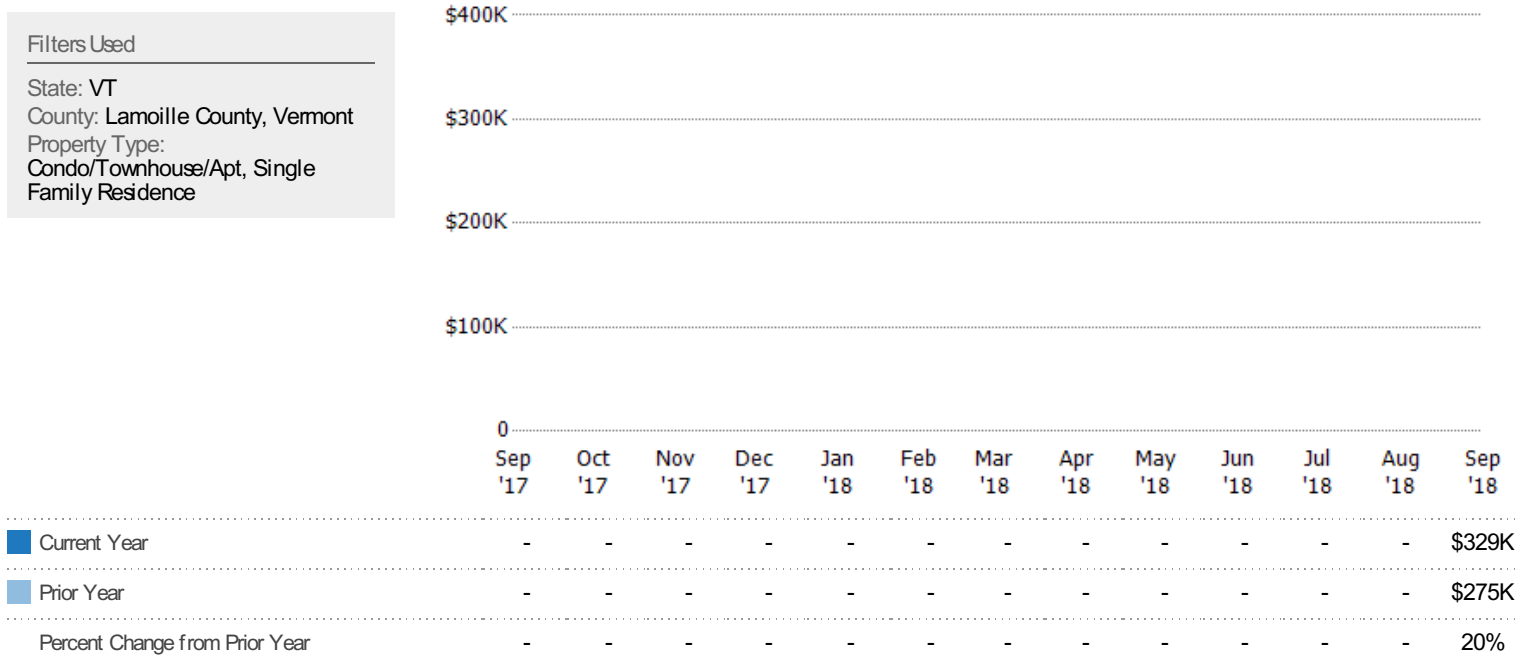 Filters Used
State: VT
County: Lamoille County, Vermont
Property Type:
Condo/Townhouse/Apt, Single
Family Residence
$400K
$300K
$200K
$100K
0
Sep Oct Nov Dec Jan Feb Mar Apr May Jun Jul Aug Sep
'17 '17 '17 '17 '18 '18 '18 '18 '18 '18 '18 '18 '18
Current Year - - - - - - - - - - - - $329K
Prior Year - - - - - - - - - - - - $275K
Percent Change from Prior Year - - - - - - - - - - - - 20%